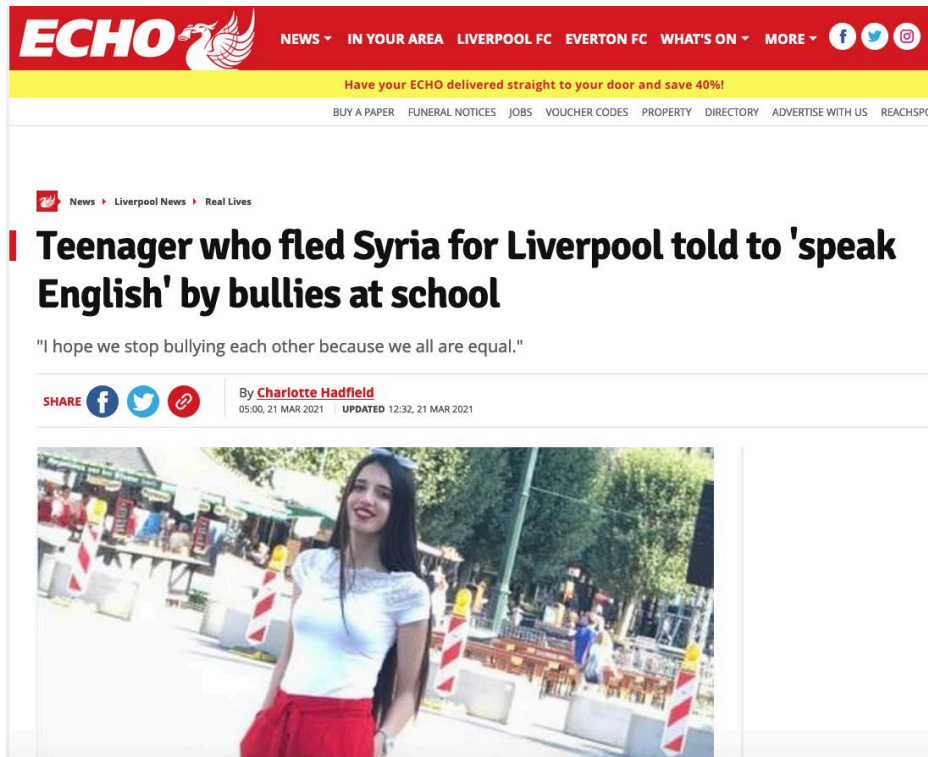 ECHO
NEWS IN YOUR AREA LIVERPOOL FC EVERTON FC WHAT'S ON MORE
Have your ECHO delivered straight to your door and save 40%!
BUY A PAPER FUNERAL NOTICES JOBS VOUCHER CODES PROPERTY DIRECTORY ADVERTISE WITH US
News Liverpool News Real Lives
Teenager who fled Syria for Liverpool told to 'speak
English' by bullies at school
"I hope we stop bullying each other because we all are equal."
SHARE
By Charlotte Hadfield
05:00, 21 MAR 2021 UPDATED 12:32, 21 MAR 2021